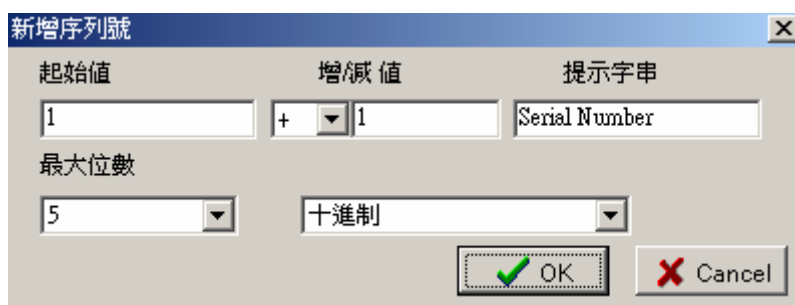 新增序列號
起始值 增/減 值 提示字串
1 + 1 Serial Number
最大位數
5 十進制
OK Cancel